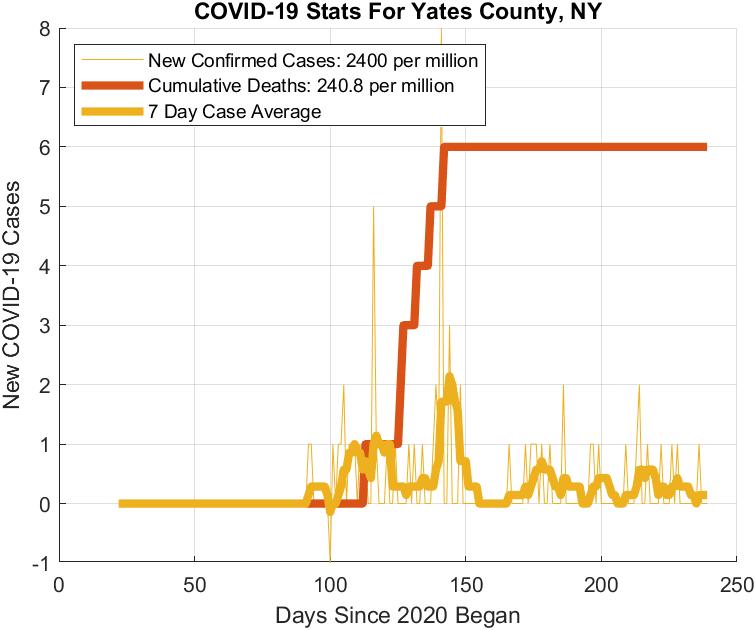 COVID-19 Stats For Yates County, NY
New Confirmed Cases: 2400 per million
Cumulative Deaths: 240.8 per million
7 Day Case Average
New COVID-19 Cases
8
7
6
5
4
3
2
1
0
-1
0 50 100 150 200 250
Days Since 2020 Began